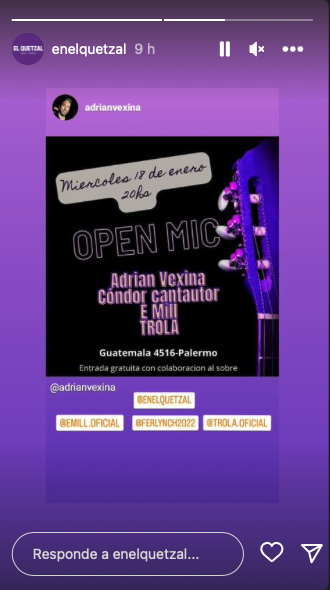 EL QUETZAL
enelquetzal 9 h
adrianvexina
Miercoles 18 de enero
20hs
OPEN MIC
Adrian Vexina
Cóndor cantautor
E Mill
TROLA
Guatemala 4516-Palermo
Entrada gratuita con colaboracion al sobre
@adrianvexina
@ENELQUETZAL
@EMILL.OFICIAL @FERLYNCH2022 @TROLA.OFICIAL
Responde a enelquetzal...